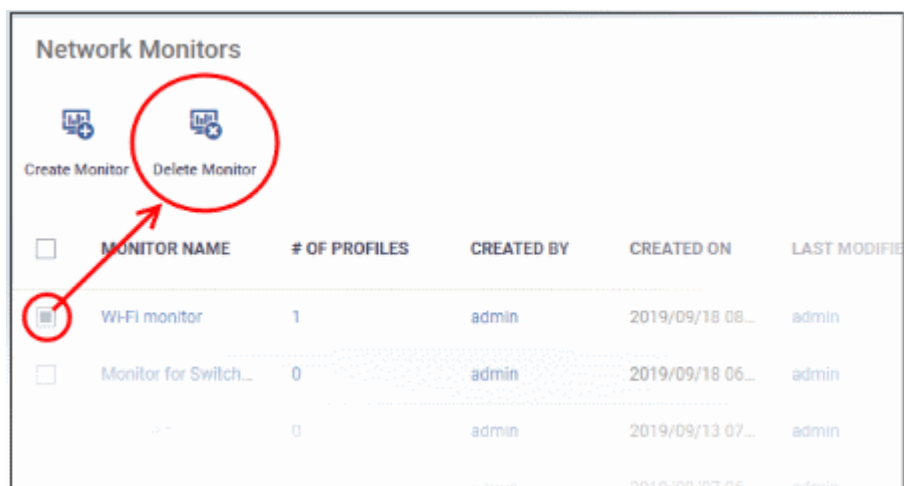 Network Monitors
Create Monitor Delete Monitor
MONITOR NAME # OF PROFILES CREATED BY CREATED ON LAST MODIFIE
Wi-Fi monitor 1 admin 2019/09/18 08... admin
Monitor for Switch... 0 admin 2019/09/18 06... admin
0 admin 2019/09/13 07... admin